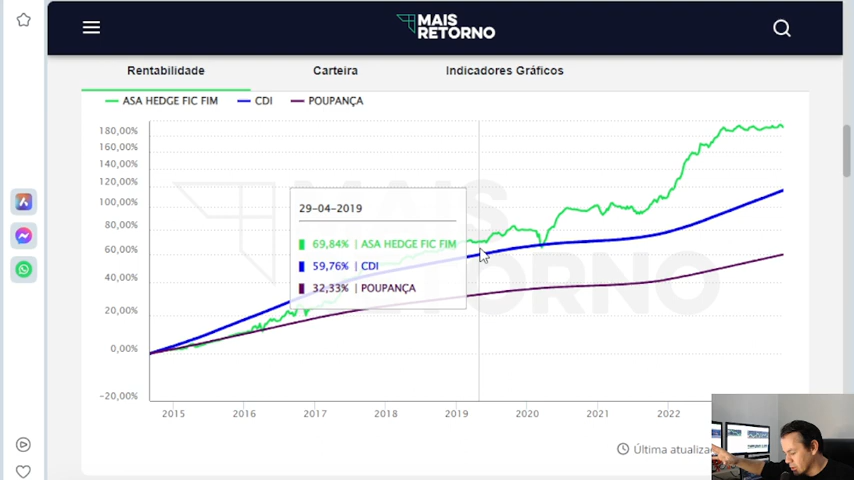 MAIS
RETORNO
Rentabilidade
Carteira
Indicadores Gráficos
ASA HEDGE FIC FIM
CDI
POUPANÇA
180,00%
160,00%
140,00%
120,00%
100,00%
80,00%
60,00%
40,00%
20,00%
0,00%
-20,00%
MAIS
RETORNO
29-04-2019
69,84% | ASA HEDGE FIC FIM
59,76% | CDI
32,33% | POUPANÇA
2015
2016
2017
2018
2019
2020
2021
2022
Última atualiza